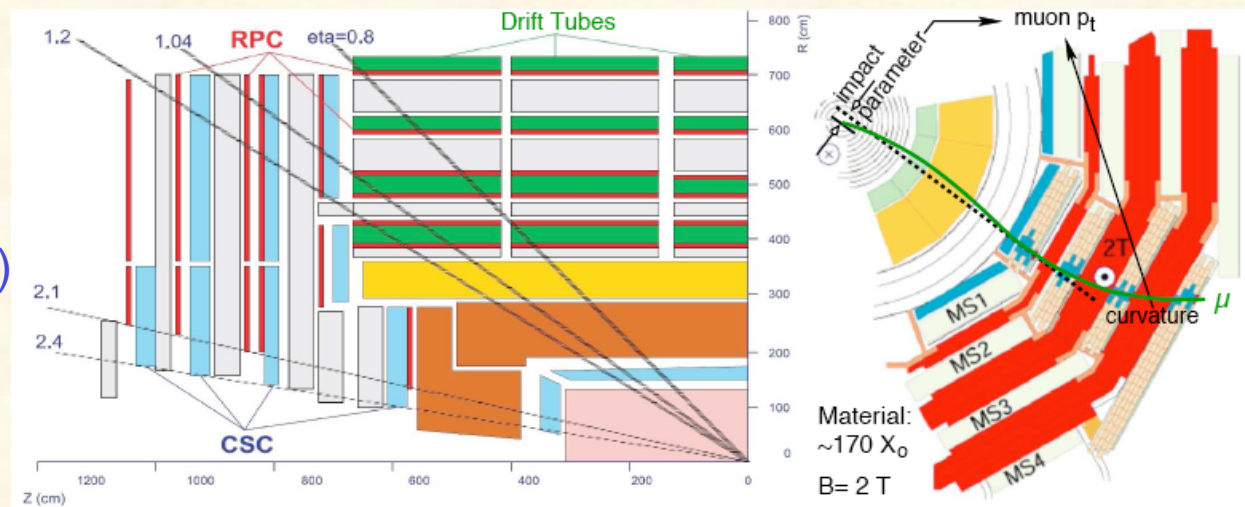 Drift Tubes
1.2
1.04
RPC
eta=0.8
800
R (cm)
700
600
500
400
300
200
100
0
)
2.1
2.4
CSC
1200
1000
800
600
400
200
0
Z (cm)
muon pt
impact
parameter
2T
MS1
MS2
MS3
MS4
curvature
μ
Material:
~170 Xo
B= 2 T